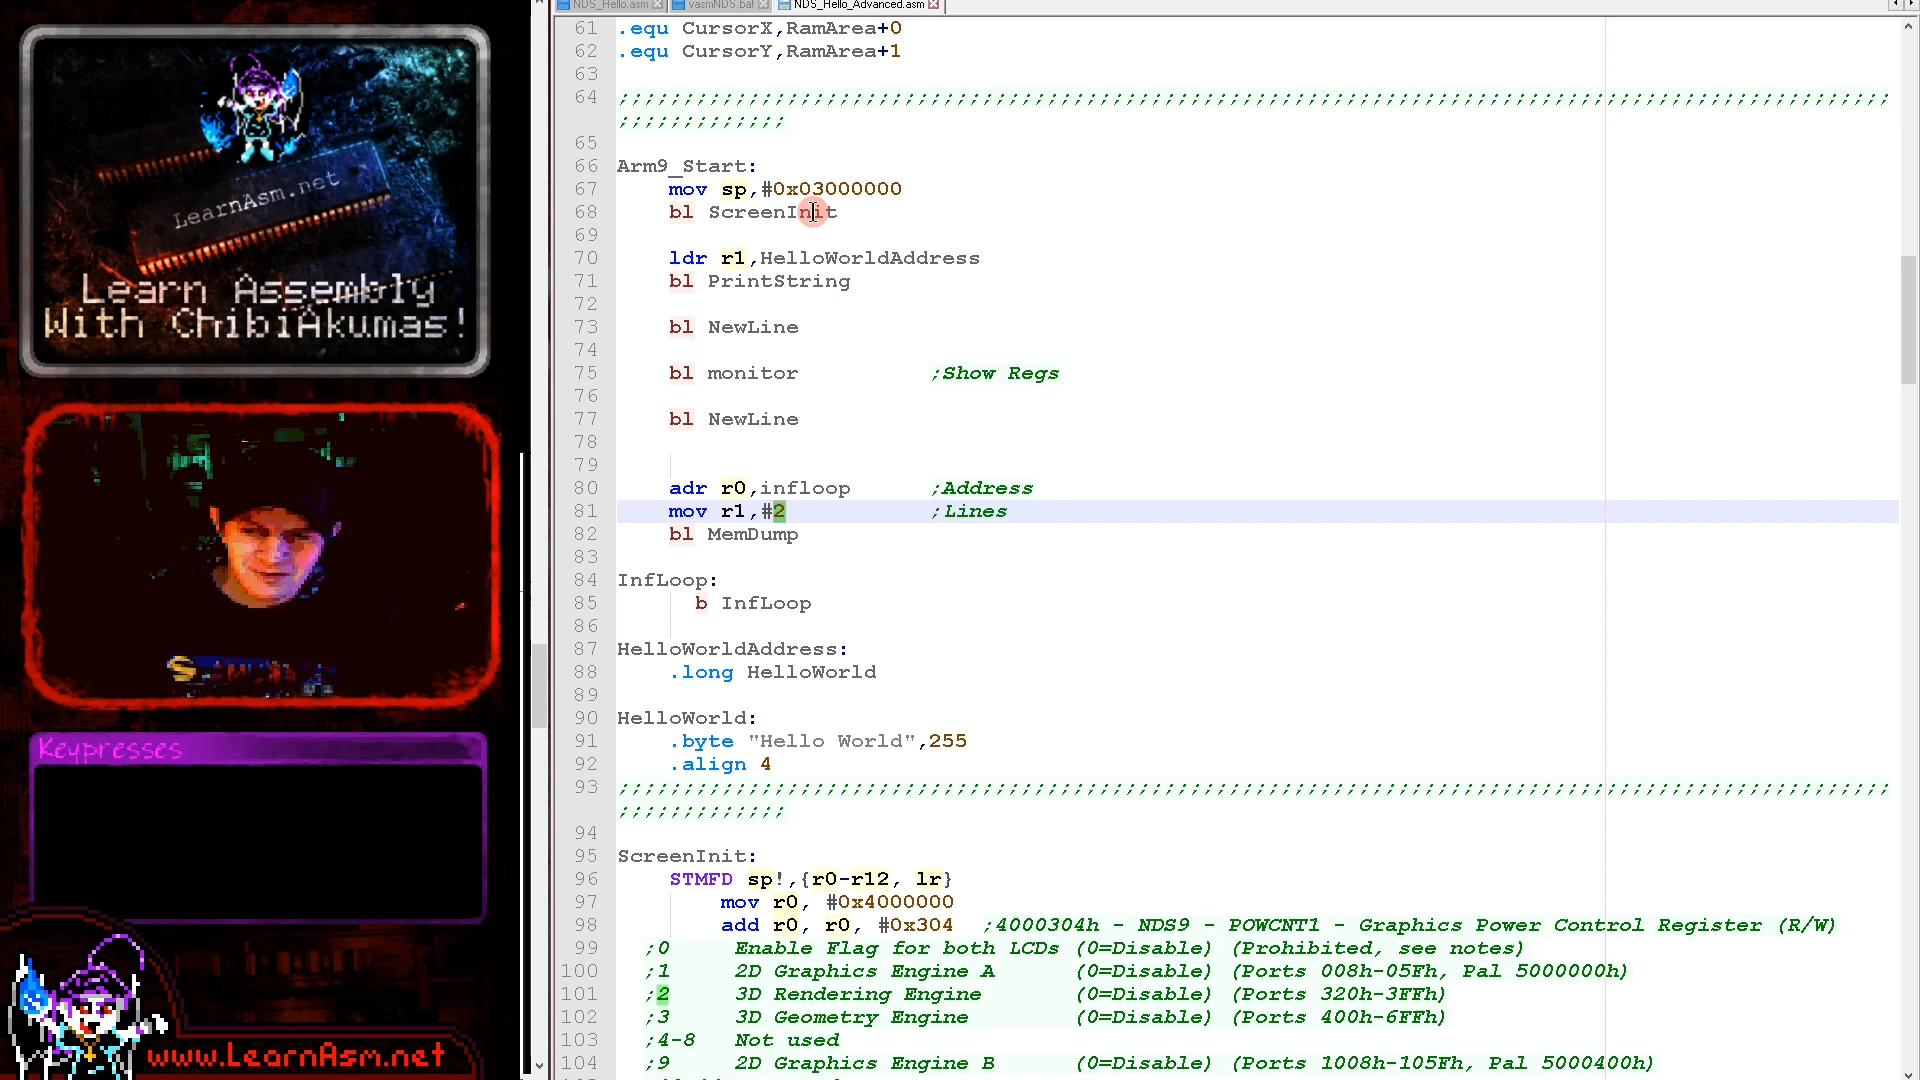 NDS_Hello.asm
vasmNDS.bat
NDS_Hello_Advanced.asm
LearnAsm.net
Learn Assembly
With ChibiAkumas!
Keypresses
www.LearnAsm.net
61 .equ CursorX,RamArea+0
62 .equ CursorY,RamArea+1
63
64 ;;;;;;;;;;;;;;;;;;;;;;;;;;;;;;;;;;;;;;;;;;;;;;;;;;;;;;;;;;;;;;;;;;;;;;;;;;;;;;;;;;;;;;;;;;;;;;;;;;;
;;;;;;;;;;;;;
65
66 Arm9_Start:
67 mov sp,#0x03000000
68 bl ScreenInit
69
70 ldr r1,HelloWorldAddress
71 bl PrintString
72
73 bl NewLine
74
75 bl monitor ;Show Regs
76
77 bl NewLine
78
79
80 adr r0,infloop ;Address
81 mov r1,#2 ;Lines
82 bl MemDump
83
84 InfLoop:
85 b InfLoop
86
87 HelloWorldAddress:
88 .long HelloWorld
89
90 HelloWorld:
91 .byte "Hello World",255
92 .align 4
93 ;;;;;;;;;;;;;;;;;;;;;;;;;;;;;;;;;;;;;;;;;;;;;;;;;;;;;;;;;;;;;;;;;;;;;;;;;;;;;;;;;;;;;;;;;;;;;;;;;;;
;;;;;;;;;;;;;
94
95 ScreenInit:
96 STMFD sp!,{r0-r12, lr}
97 mov r0, #0x4000000
98 add r0, r0, #0x304 ;4000304h - NDS9 - POWCNT1 - Graphics Power Control Register (R/W)
99 ;0 Enable Flag for both LCDs (0=Disable) (Prohibited, see notes)
100 ;1 2D Graphics Engine A (0=Disable) (Ports 008h-05Fh, Pal 5000000h)
101 ;2 3D Rendering Engine (0=Disable) (Ports 320h-3FFh)
102 ;3 3D Geometry Engine (0=Disable) (Ports 400h-6FFh)
103 ;4-8 Not used
104 ;9 2D Graphics Engine B (0=Disable) (Ports 1008h-105Fh, Pal 5000400h)